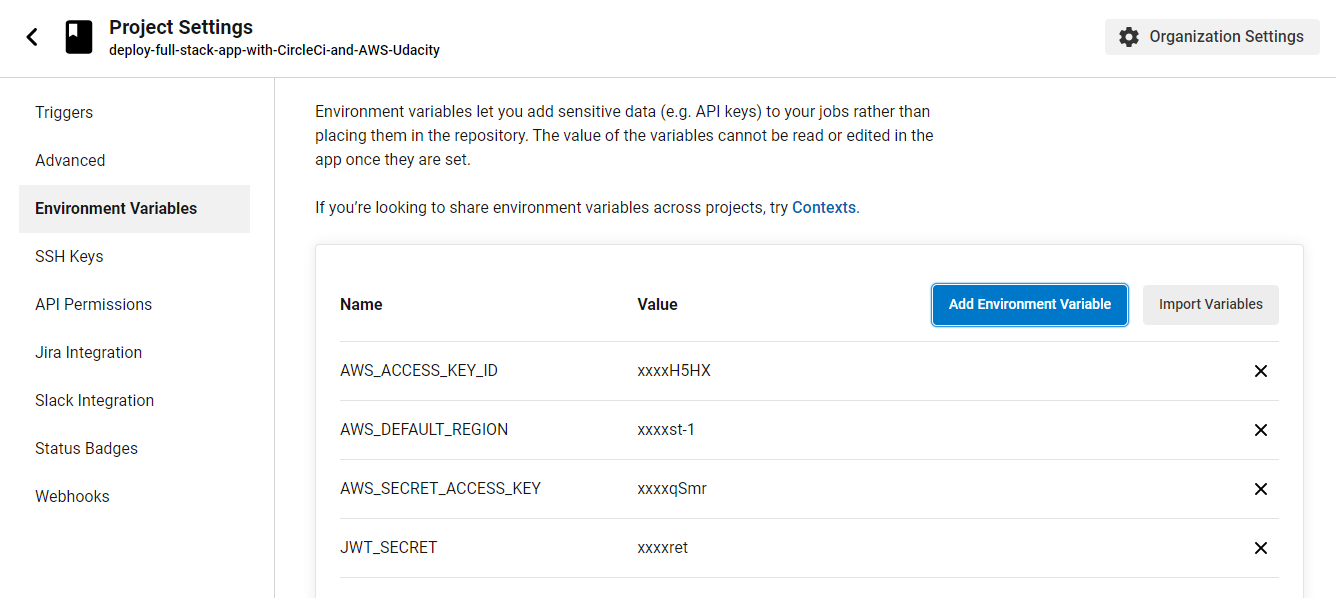 Project Settings
deploy-full-stack-app-with-CircleCi-and-AWS-Udacity
Organization Settings
Triggers
Advanced
Environment Variables
SSH Keys
API Permissions
Jira Integration
Slack Integration
Status Badges
Webhooks
Environment variables let you add sensitive data (e.g. API keys) to your jobs rather than
placing them in the repository. The value of the variables cannot be read or edited in the
app once they are set.
If you’re looking to share environment variables across projects, try Contexts.
Name Value Add Environment Variable Import Variables
AWS_ACCESS_KEY_ID xxxxH5HX
AWS_DEFAULT_REGION xxxxst-1
AWS_SECRET_ACCESS_KEY xxxxqSmr
JWT_SECRET xxxxret